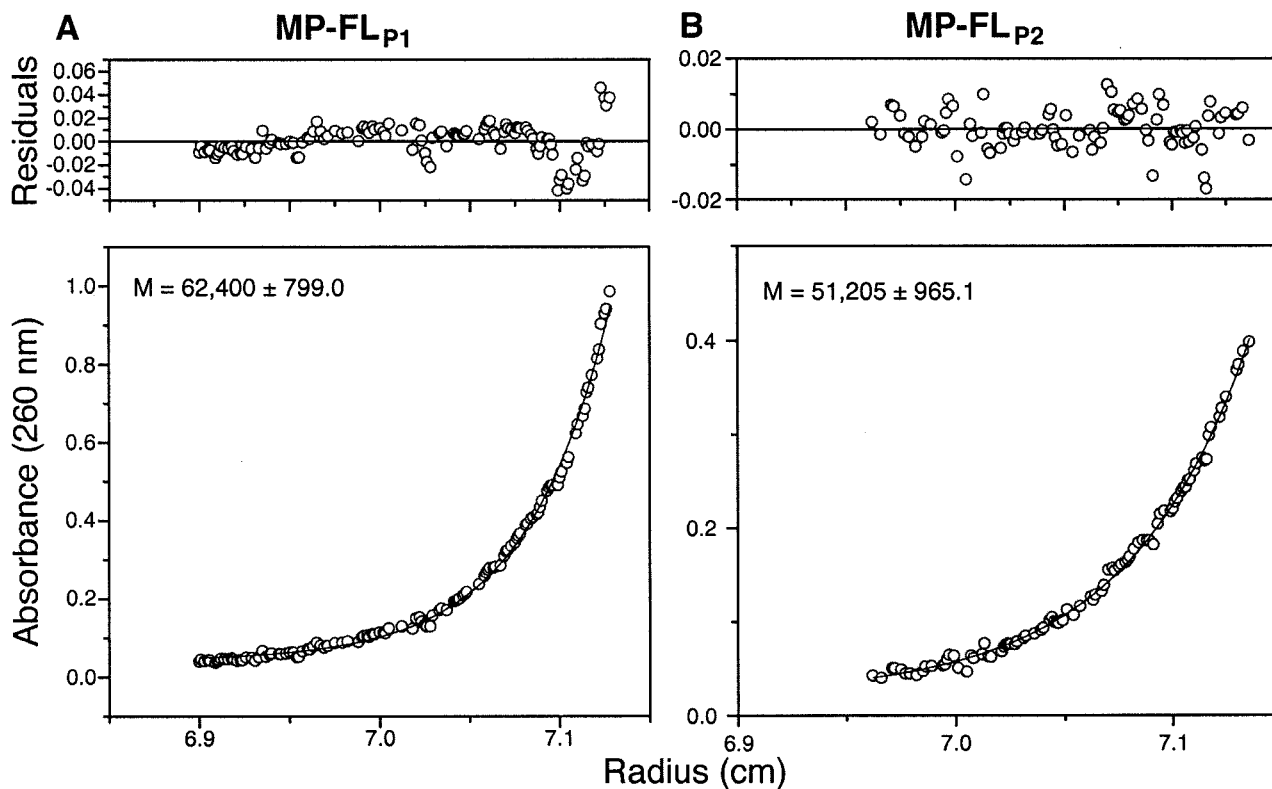 A
MP-FLP1
B
MP-FLP2
Residuals
0.06
0.04
0.02
0.00
-0.02
-0.04
0.02
0.00
-0.02
Absorbance (260 nm)
M = 62,400 ± 799.0
1.0
0.8
0.6
0.4
0.2
0.0
6.9
7.0
7.1
M = 51,205 ± 965.1
0.4
0.2
0.0
6.9
7.0
7.1
Radius (cm)